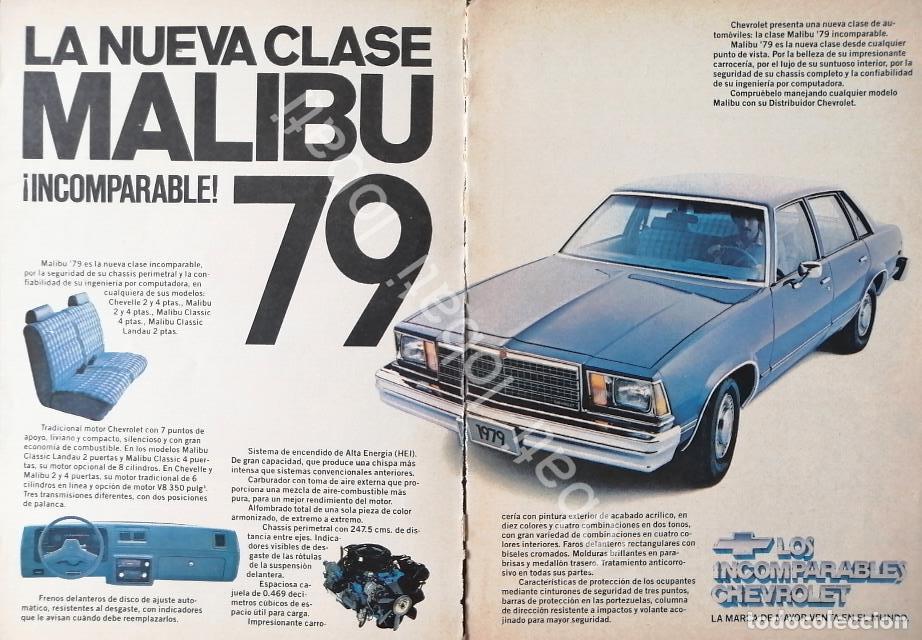 LA NUEVA CLASE
MALIBU
¡INCOMPARABLE!
79
Malibu '79 es la nueva clase incomparable,
por la seguridad de su chassis perimetral y la con-
fiabilidad de su ingeniería por computadora, en
cualquiera de sus modelos:
Chevelle 2 y 4 ptas., Malibu
2 y 4 ptas., Malibu Classic
4 ptas., Malibu Classic
Landau 2 ptas.
Tradicional motor Chevrolet con 7 puntos de
apoyo, liviano y compacto, silencioso y con gran
economía de combustible. En los modelos Malibu
Classic Landau 2 puertas y Malibu Classic 4 puer-
tas, su motor opcional de 8 cilindros. En Chevelle y
Malibu 2 y 4 puertas, su motor tradicional de 6
cilindros en línea y opción de motor V8 350 pulg³.
Tres transmisiones diferentes, con dos posiciones
de palanca.
Frenos delanteros de disco de ajuste auto-
mático, resistentes al desgaste, con indicadores
que le avisan cuándo debe reemplazarlos.
Sistema de encendido de Alta Energía (HEI).
De gran capacidad, que produce una chispa más
intensa que sistemas convencionales anteriores.
Carburador con toma de aire externa que pro-
porciona una mezcla de aire-combustible más
pura, para un mejor rendimiento del motor.
Alfombrado total de una sola pieza de color
armonizado, de extremo a extremo.
Chassis perimetral con 247.5 cms. de dis-
tancia entre ejes. Indica-
dores visibles de des-
gaste de las rótulas
de la suspensión
delantera.
Espaciosa ca-
juela de 0.469 deci-
metros cúbicos de es-
pacio útil para carga.
Impresionante carro-
Chevrolet presenta una nueva clase de au-
tomóviles: la clase Malibu '79 incomparable.
Malibu '79 es la nueva clase desde cualquier
punto de vista. Por la belleza de su impresionante
carrocería, por el lujo de su suntuoso interior, por la
seguridad de su chassis completo y la confiabilidad
de su ingeniería por computadora.
Compruébelo manejando cualquier modelo
Malibu con su Distribuidor Chevrolet.
1979
cería con pintura exterior de acabado acrílico, en
diez colores y cuatro combinaciones en dos tonos,
con gran variedad de combinaciones en cuatro co-
lores interiores. Faros delanteros rectangulares con
biseles cromados. Molduras brillantes en para-
brisas y medallón trasero. Tratamiento anticorro-
sivo en todas sus partes.
Características de protección de los ocupantes
mediante cinturones de seguridad de tres puntos,
barras de protección en las portezuelas, columna
de dirección resistente a impactos y volante aco-
jinado para mayor seguridad.
LOS
INCOMPARABLES
CHEVROLET
LA MARCA DE MAYOR VENTA EN EL MUNDO.
todocoleccion